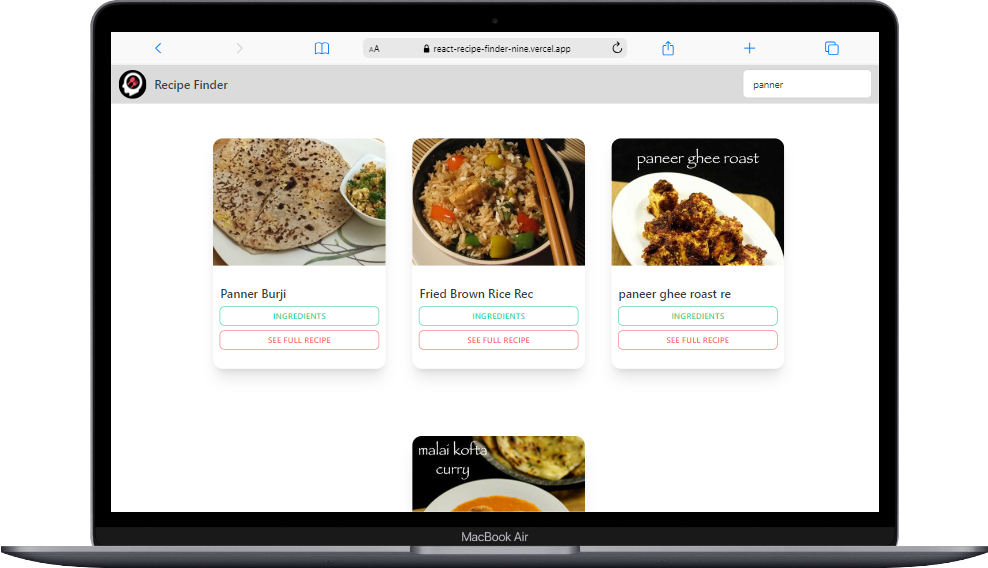 AA react-recipe-finder-nine.vercel.app
Recipe Finder
panner
paneer ghee roast
Panner Burji
Fried Brown Rice Rec
paneer ghee roast re
INGREDIENTS
INGREDIENTS
INGREDIENTS
SEE FULL RECIPE
SEE FULL RECIPE
SEE FULL RECIPE
malai kofta
curry
MacBook Air